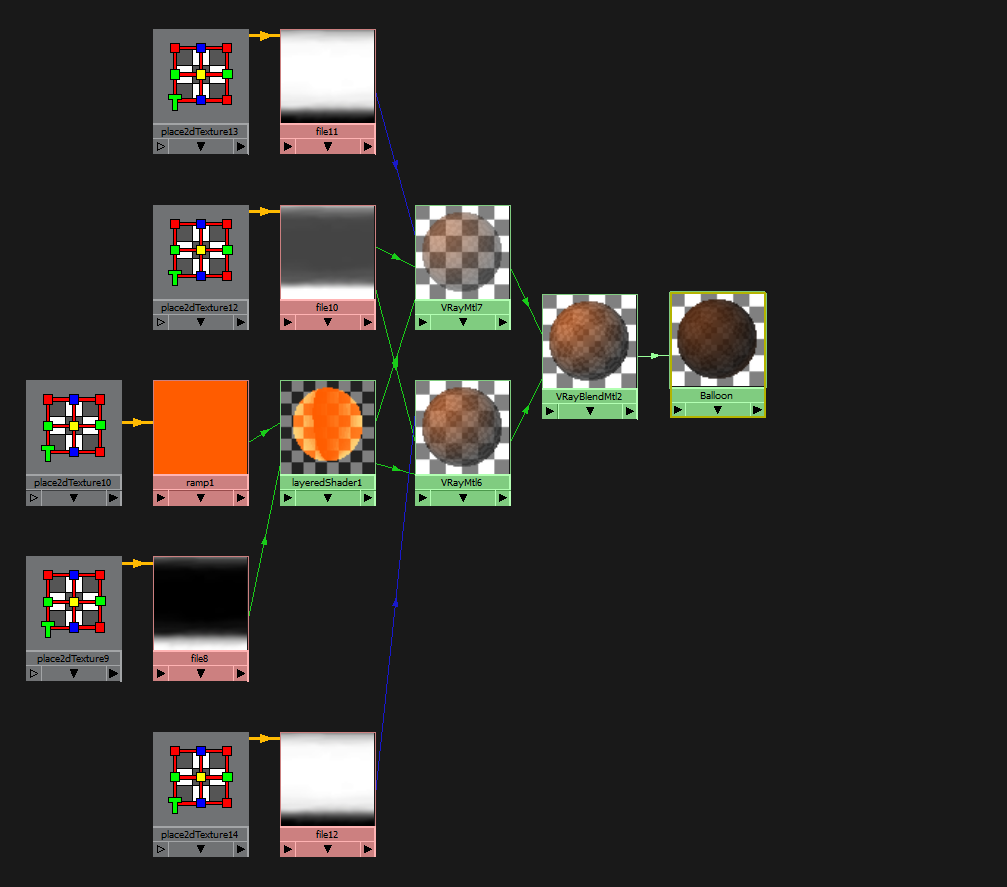 place2dTexture13
file11
place2dTexture12
file10
VRayMtl7
VRayBlendMtl2
Balloon
place2dTexture10
ramp1
layeredShader1
VRayMtl6
place2dTexture9
file8
place2dTexture14
file12